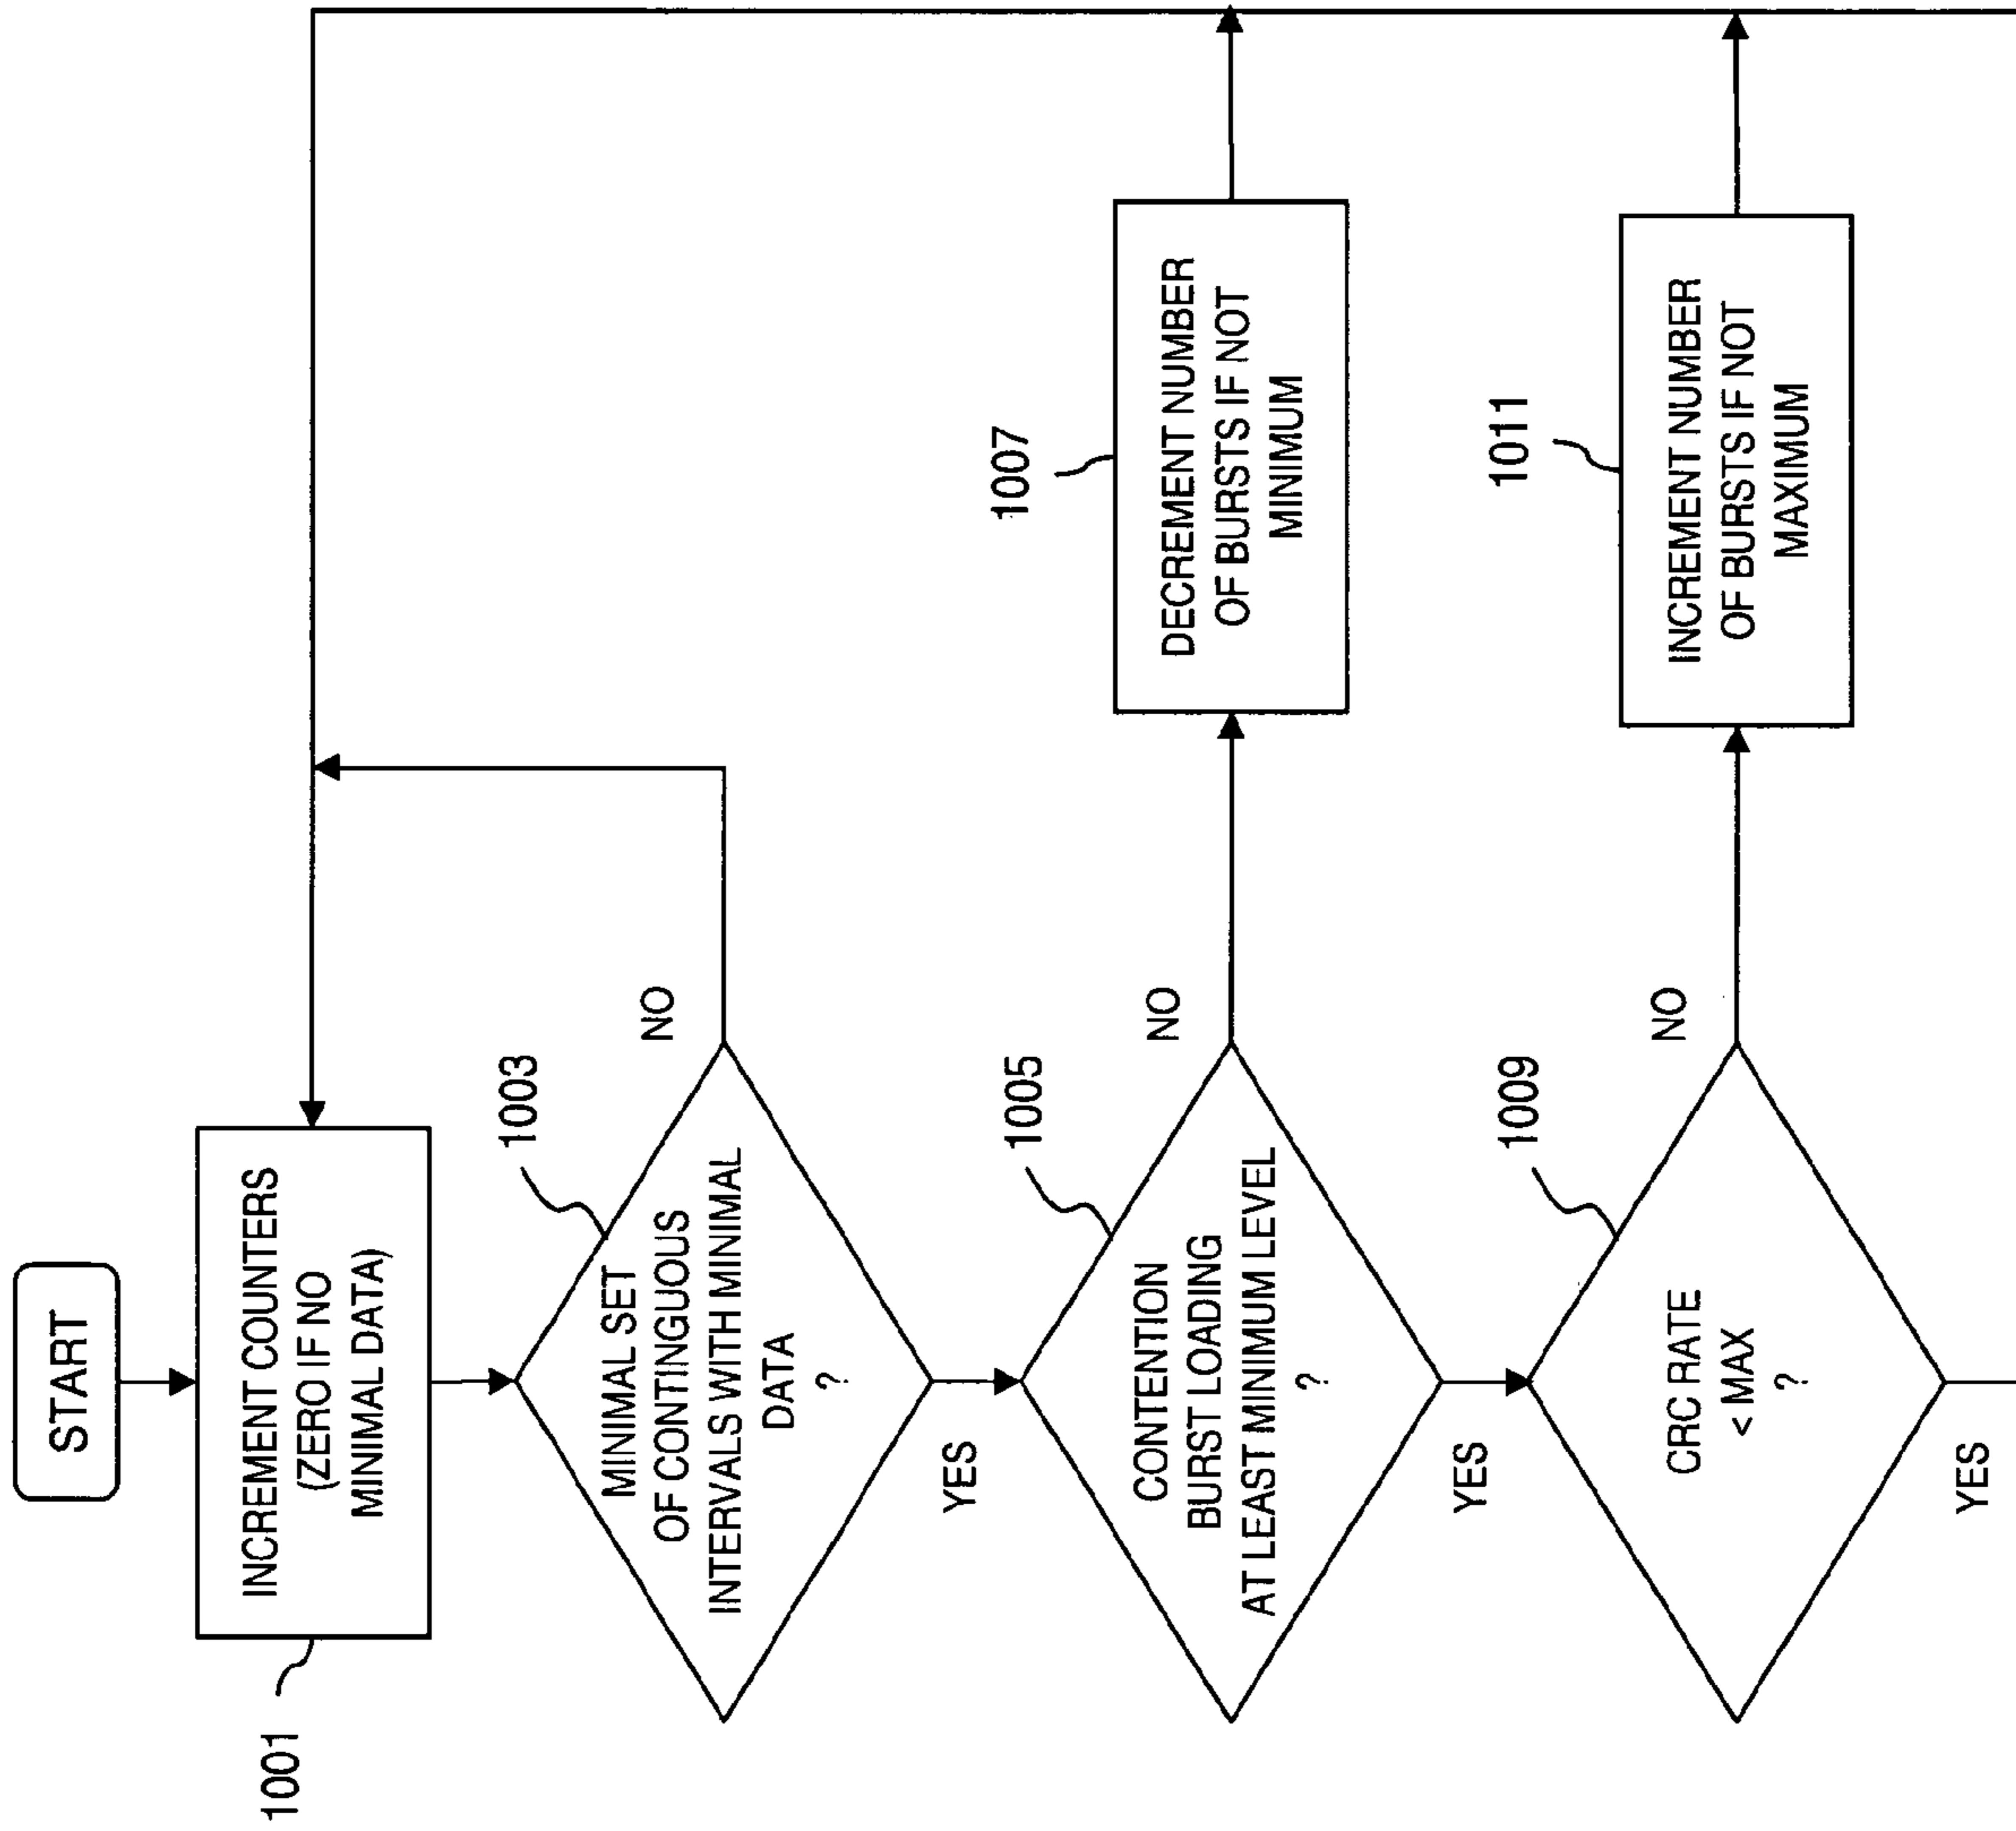 START
INCREMENT COUNTERS
(ZERO IF NO
MINIMAL DATA)
1001
MINIMAL SET
OF CONTINGUOUS
INTERVALS WITH MINIMAL
DATA
?
1003
NO
YES
CONTENTION
BURST LOADING
AT LEAST MINIMUM LEVEL
?
1005
NO
DECREMENT NUMBER
OF BURSTS IF NOT
MINIMUM
1007
YES
CRC RATE
< MAX
?
1009
NO
INCREMENT NUMBER
OF BURSTS IF NOT
MAXIMUM
1011
YES